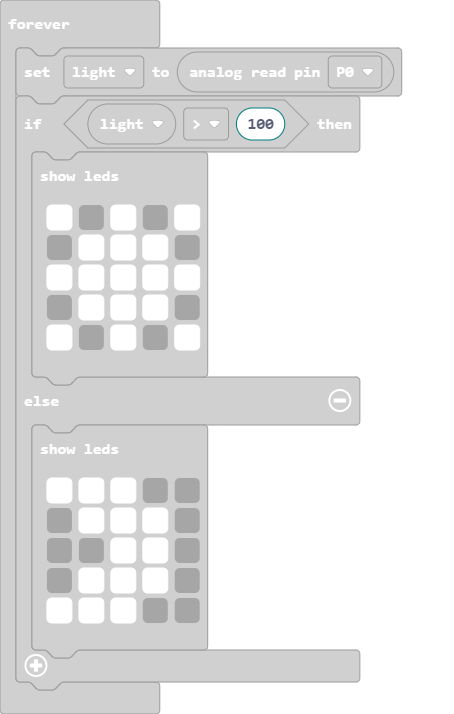 forever
set light to analog read pin P0
if light > 100 then
show leds
else
show leds